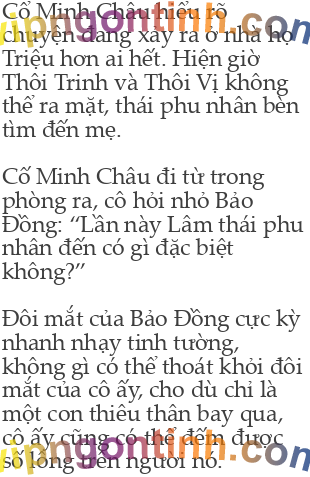 Cố Minh Châu hiểu rõ
chuyện đang xảy ra ở nhà họ
Triệu hơn ai hết. Hiện giờ
Thôi Trinh và Thôi Vị không
thể ra mặt, thái phu nhân bèn
tìm đến mẹ.
Cố Minh Châu đi từ trong
phòng ra, cô hỏi nhỏ Bảo
Đồng: “Lần này Lâm thái phu
nhân đến có gì đặc biệt
không?”
Đôi mắt của Bảo Đồng cực kỳ
nhanh nhạy tinh tường,
không gì có thể thoát khỏi đôi
mắt của cô ấy, cho dù chỉ là
một con thiêu thân bay qua,
cô ấy cũng có thể đếm được
số lông trên người nó.
vipngontinh.com
vipngontinh.com